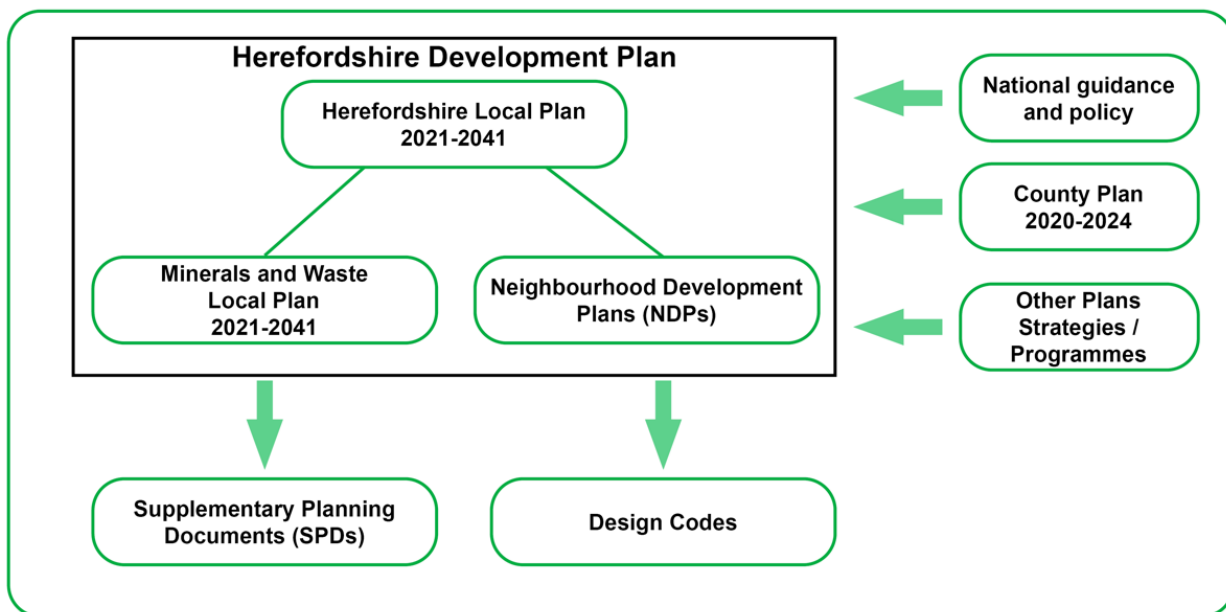 Herefordshire Development Plan
Herefordshire Local Plan
2021-2041
Minerals and Waste
Local Plan
2021-2041
Neighbourhood Development
Plans (NDPs)
National guidance
and policy
County Plan
2020-2024
Other Plans
Strategies /
Programmes
Supplementary Planning
Documents (SPDs)
Design Codes